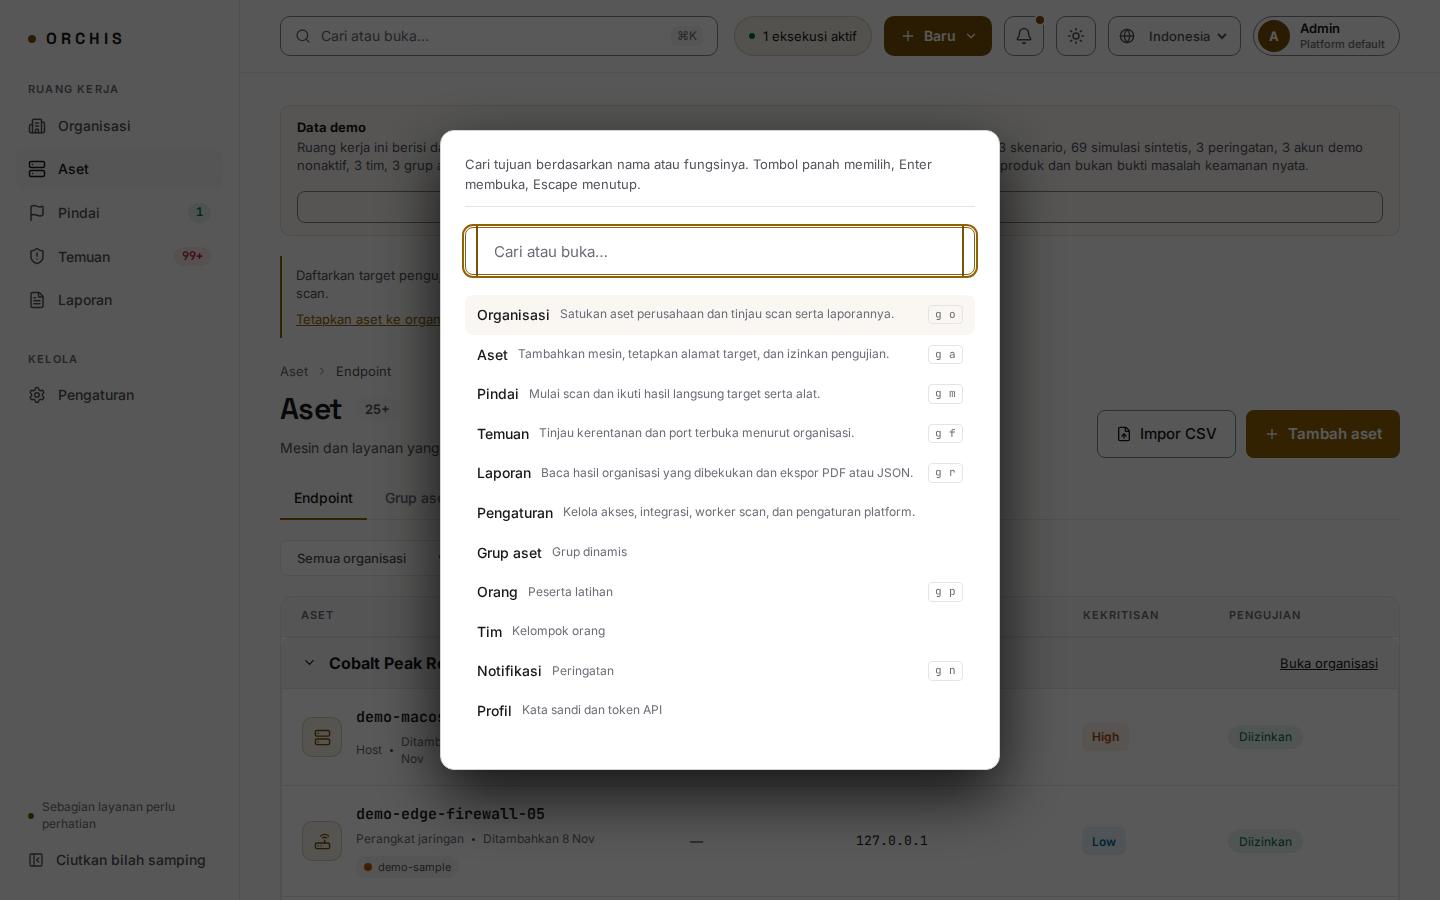 ORCHIS
RUANG KERJA
Organisasi
Aset
Pindai
1
Temuan
99+
Laporan
KELOLA
Pengaturan
Sebagian layanan perlu
perhatian
Ciutkan bilah samping
Cari atau buka...
⌘K
1 eksekusi aktif
Baru
Indonesia
A
Admin
Platform default
Data demo
Ruang kerja ini berisi
3 skenario, 69 simulasi sintetis, 3 peringatan, 3 akun demo
nonaktif, 3 tim, 3 grup
produk dan bukan bukti masalah keamanan nyata.
Daftarkan target
scan.
Tetapkan aset ke
Aset
Endpoint
Aset
25+
Mesin dan layanan yang
Impor CSV
Tambah aset
Endpoint
Grup
Semua organisasi
ASET
KEKRITISAN
PENGUJIAN
Cobalt Peak
Buka organisasi
Host •
Nov
High
Diizinkan
demo-edge-firewall-05
Perangkat jaringan • Ditambahkan 8 Nov
demo-sample
—
127.0.0.1
Low
Diizinkan
Cari tujuan berdasarkan nama atau fungsinya. Tombol panah memilih, Enter
membuka, Escape menutup.
Cari atau buka...
Organisasi Satukan aset perusahaan dan tinjau scan serta laporannya. g o
Aset Tambahkan mesin, tetapkan alamat target, dan izinkan pengujian. g a
Pindai Mulai scan dan ikuti hasil langsung target serta alat. g m
Temuan Tinjau kerentanan dan port terbuka menurut organisasi. g f
Laporan Baca hasil organisasi yang dibekukan dan ekspor PDF atau JSON. g r
Pengaturan Kelola akses, integrasi, worker scan, dan pengaturan platform.
Grup aset Grup dinamis
Orang Peserta latihan g p
Tim Kelompok orang
Notifikasi Peringatan g n
Profil Kata sandi dan token API